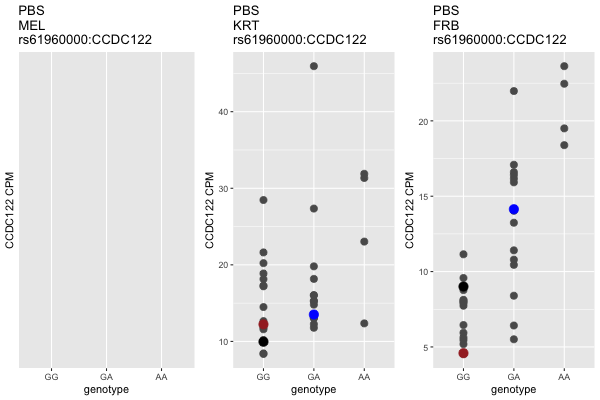 PBS
MEL
rs61960000:CCDC122
CCDC122 CPM
GG
GA
AA
genotype
PBS
KRT
rs61960000:CCDC122
CCDC122 CPM
40
30
20
10
GG
GA
AA
genotype
PBS
FRB
rs61960000:CCDC122
CCDC122 CPM
20
15
10
5
GG
GA
AA
genotype